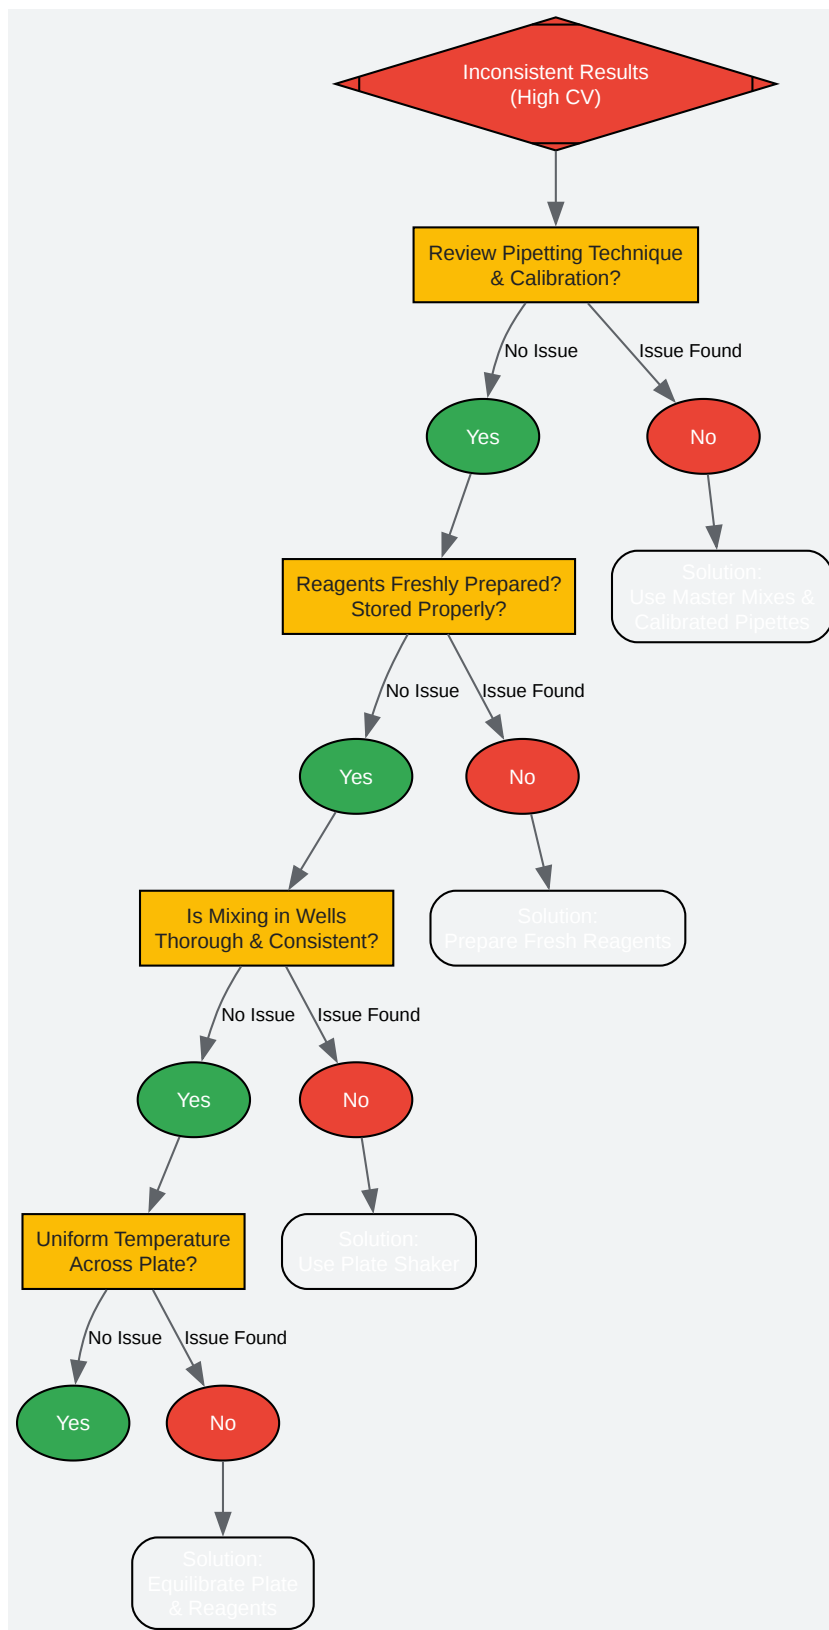 Inconsistent Results
(High CV)
Review Pipetting Technique
& Calibration?
No Issue
Issue Found
Yes
No
Solution:
Use Master Mixes &
Calibrated Pipettes
Reagents Freshly Prepared?
Stored Properly?
No Issue
Issue Found
Yes
No
Solution:
Prepare Fresh Reagents
Is Mixing in Wells
Thorough & Consistent?
No Issue
Issue Found
Yes
No
Solution:
Use Plate Shaker
Uniform Temperature
Across Plate?
No Issue
Issue Found
Yes
No
Solution:
Equilibrate Plate
& Reagents